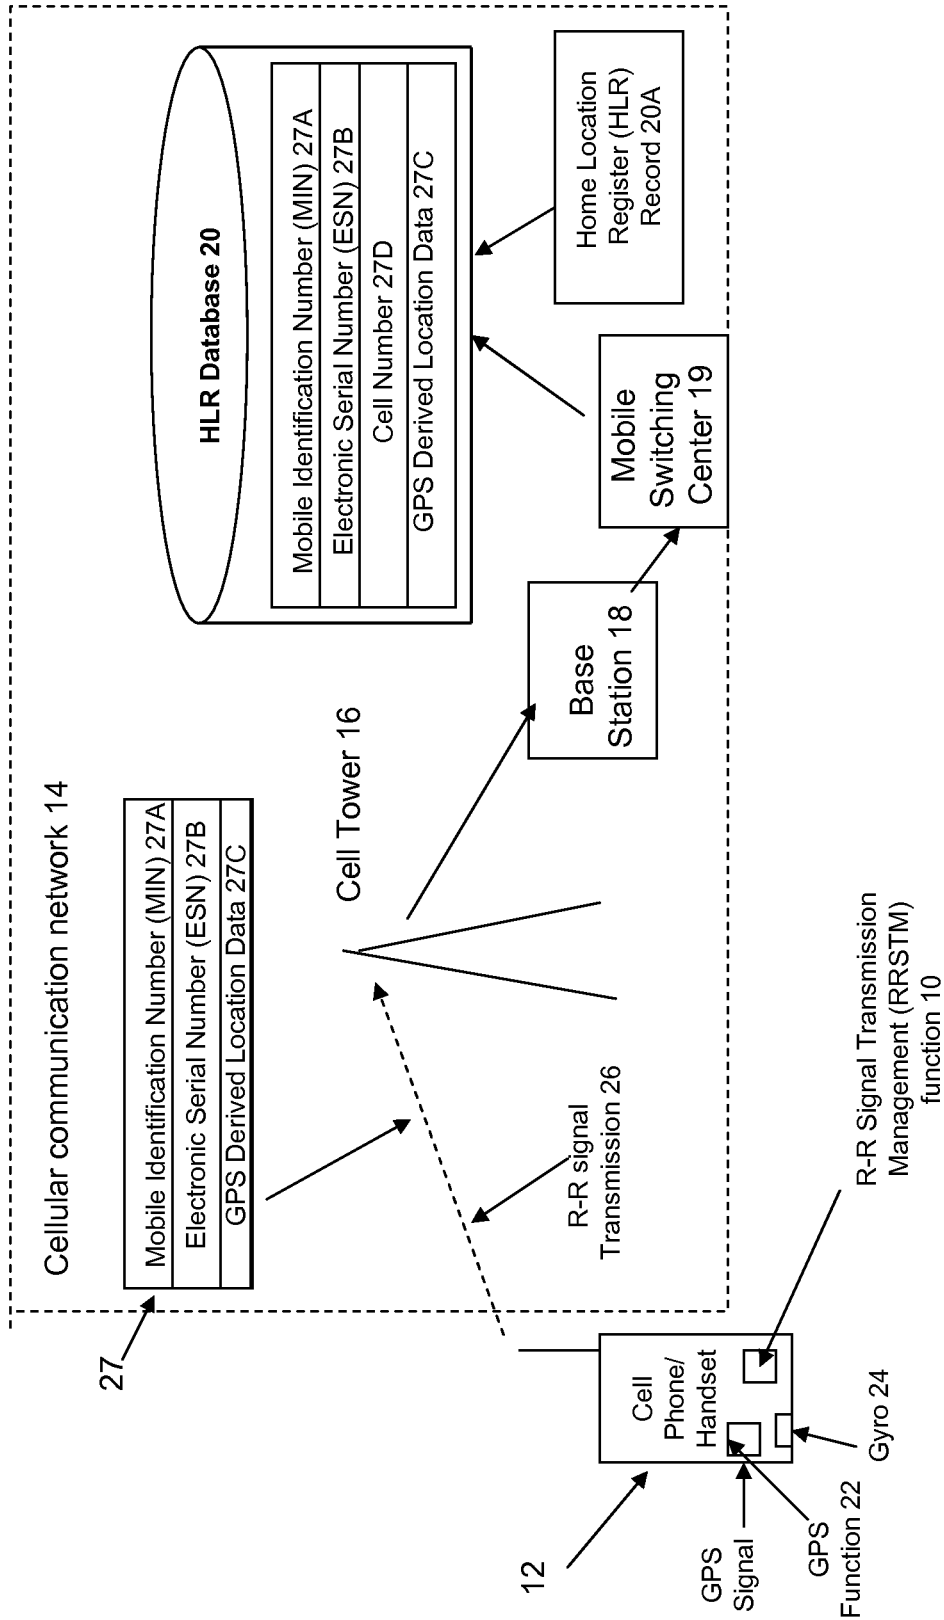 Cellular communication network 14
27
Mobile Identification Number (MIN) 27A
Electronic Serial Number (ESN) 27B
GPS Derived Location Data 27C
HLR Database 20
Mobile Identification Number (MIN) 27A
Electronic Serial Number (ESN) 27B
Cell Number 27D
GPS Derived Location Data 27C
Cell Tower 16
R-R signal
Transmission 26
Base
Station 18
Mobile
Switching
Center 19
Home Location
Register (HLR)
Record 20A
12
Cell
Phone/
Handset
GPS
Signal
GPS
Function 22
Gyro 24
R-R Signal Transmission
Management (RRSTM)
function 10